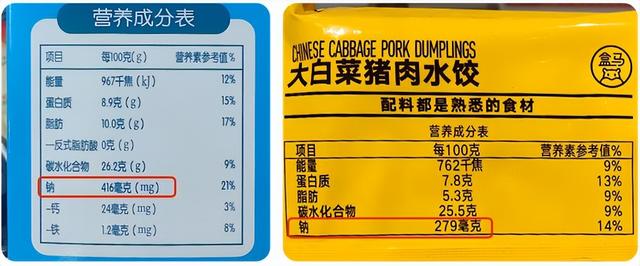 营养成分表
项目 每100克(g) 营养素参考值%
能量 967千焦(kJ) 12%
蛋白质 8.9克(g) 15%
脂肪 10.0克(g) 17%
—反式脂肪酸 0克(g)
碳水化合物 26.2克(g) 9%
钠 416毫克(mg) 21%
-钙 24毫克(mg) 3%
-铁 1.2毫克(mg) 8%
CHINESE CABBAGE PORK DUMPLINGS
大白菜猪肉水饺
盒马
配料都是熟悉的食材
营养成分表
项目 每100克 营养素参考值%
能量 762千焦 9%
蛋白质 7.8克 13%
脂肪 5.3克 9%
碳水化合物 25.5克 9%
钠 279毫克 14%